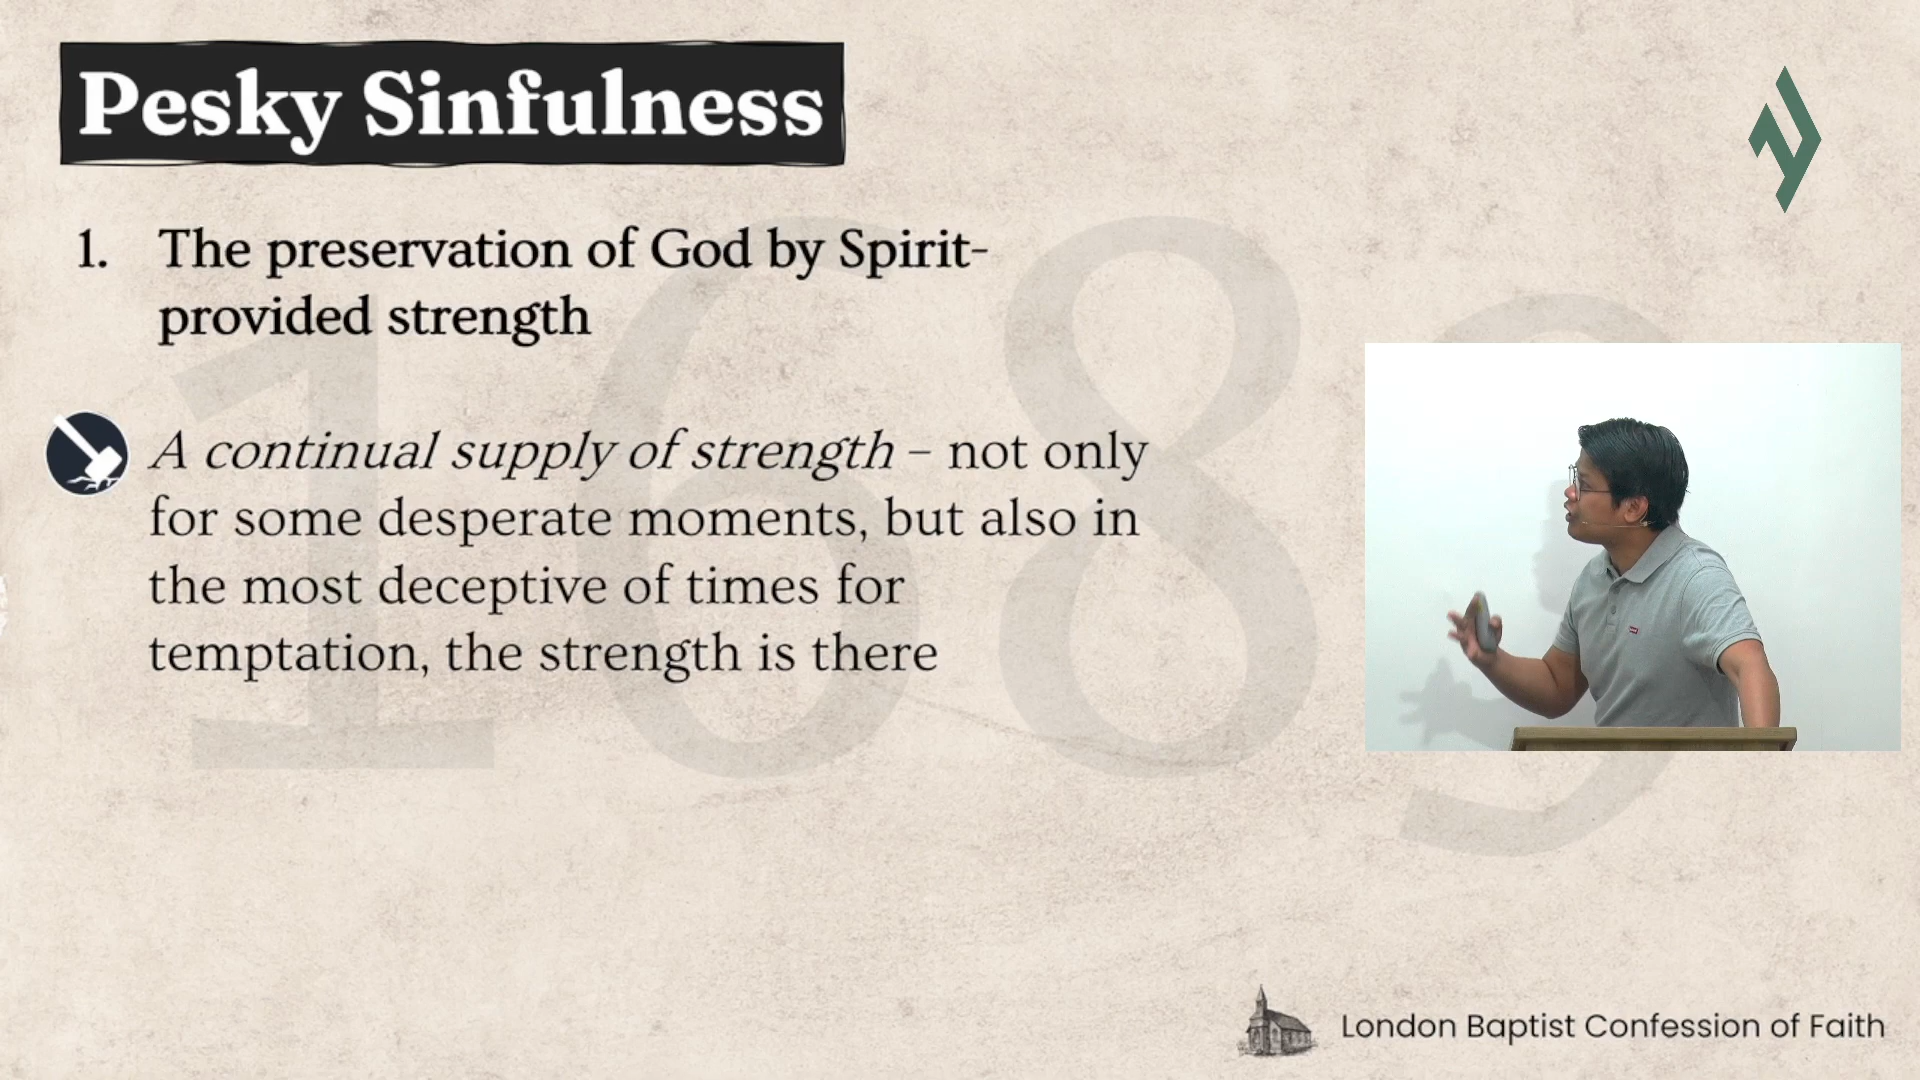 Pesky Sinfulness
1. The preservation of God by Spirit-
provided strength
A continual supply of strength – not only
for some desperate moments, but also in
the most deceptive of times for
temptation, the strength is there
1689
London Baptist Confession of Faith